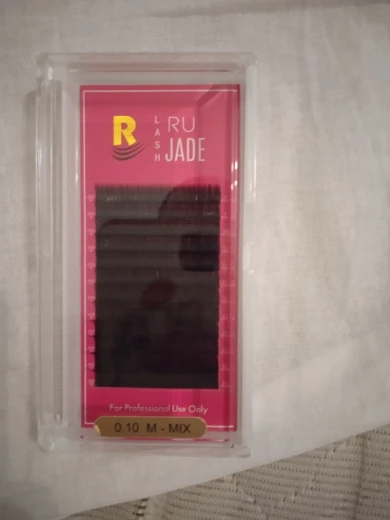 R
LASH
RU
JADE
For Professional Use Only
0.10 M - MIX